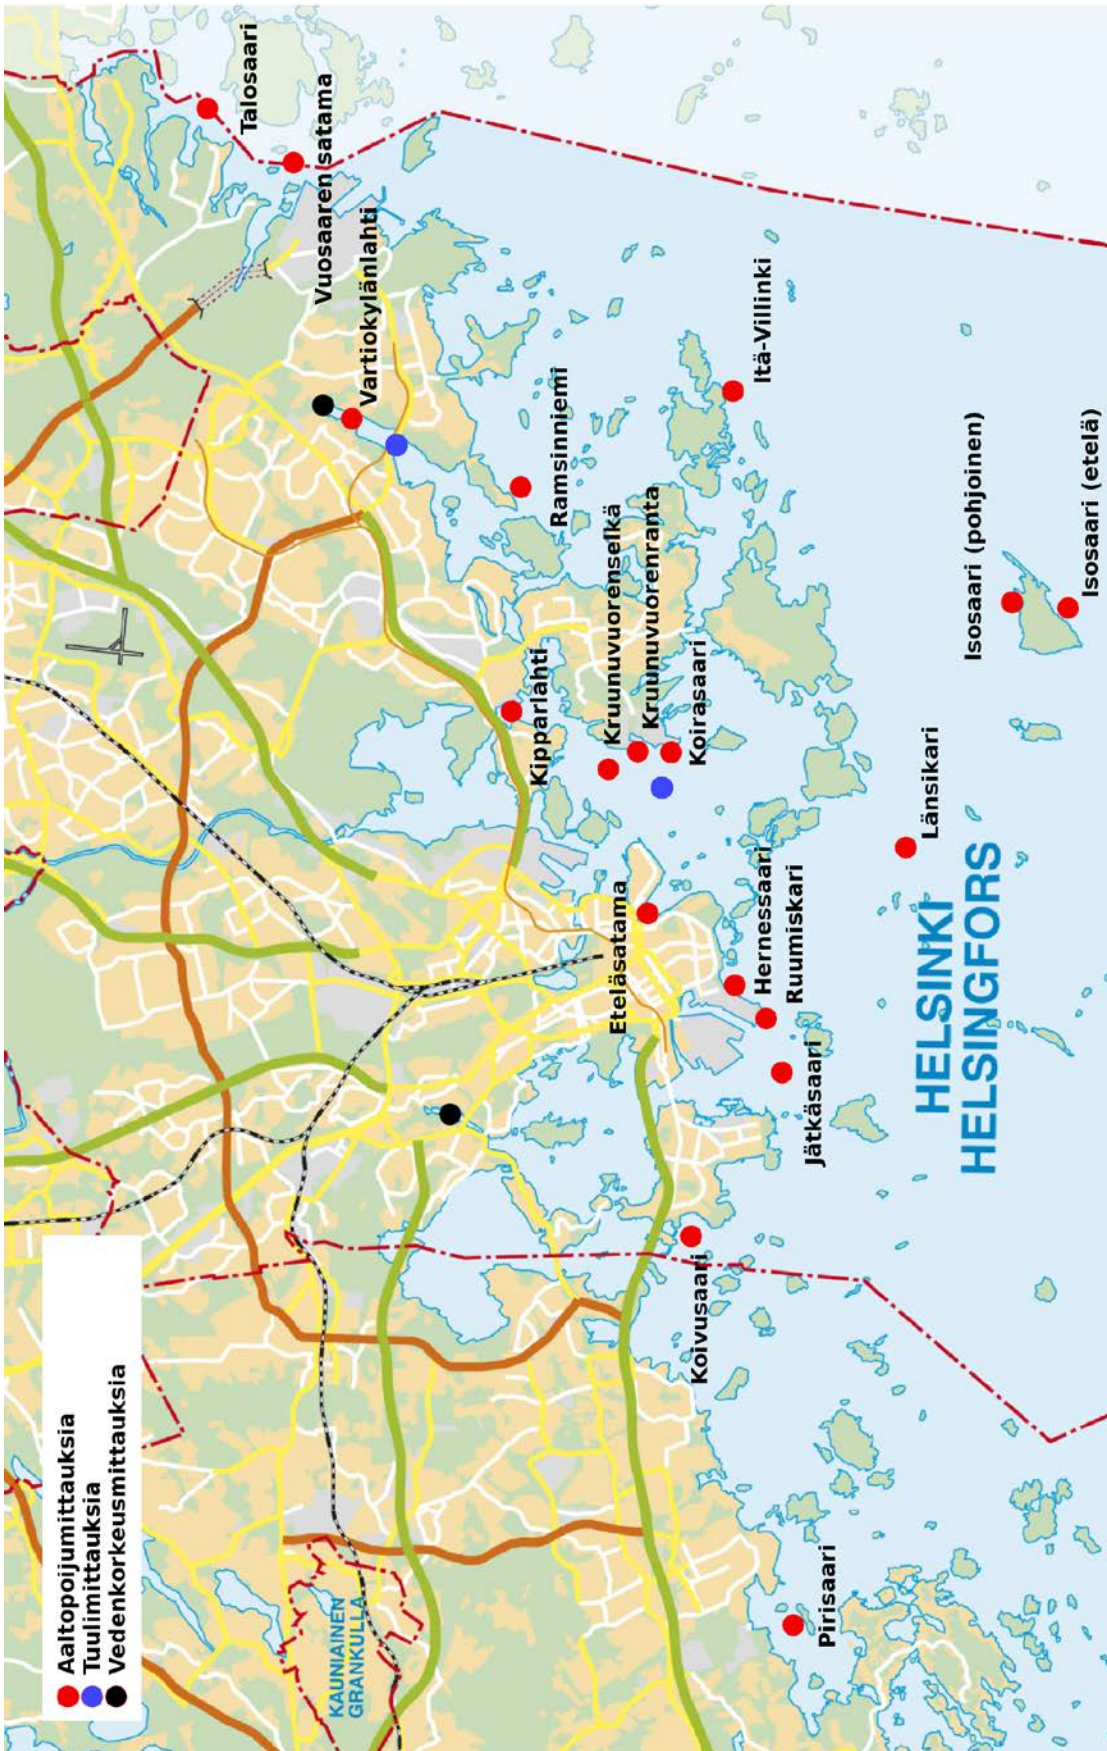 Aaltopoijumittauksia
Tuulimittauksia
Vedenkorkeusmittauksia
KAUNIAINEN
GRANKULLA
Pirisaari
Koivusaari
Jätkäsaari
Ruumiskari
Hernessaari
Eteläsatama
HELSINKI
HELSINGFORS
Länsikari
Kipparlahti
Kruunuvuorenselkä
Kruunuvuorenranta
Koirasaari
Isosaari (pohjoinen)
Isosaari (etelä)
Ramsinniemi
Itä-Villinki
Vartiokylänlahti
Vuosaaren satama
Talosaari